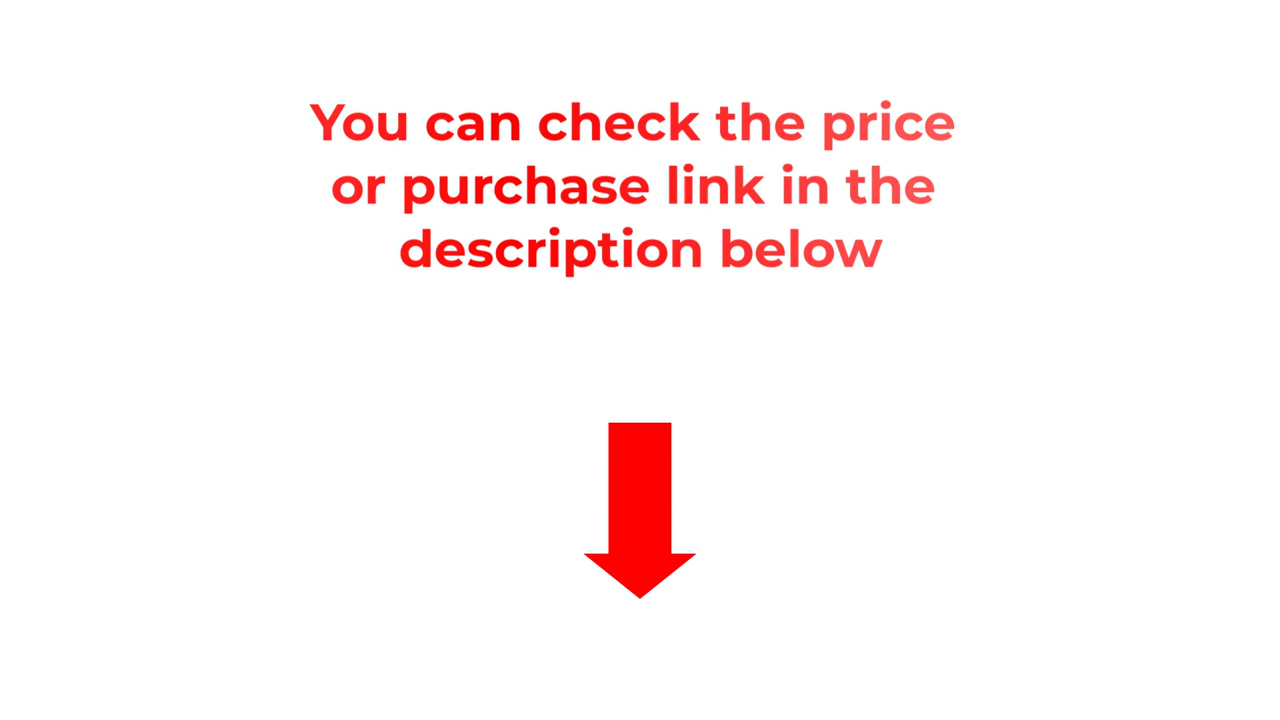 You can check the price
or purchase link in the
description below